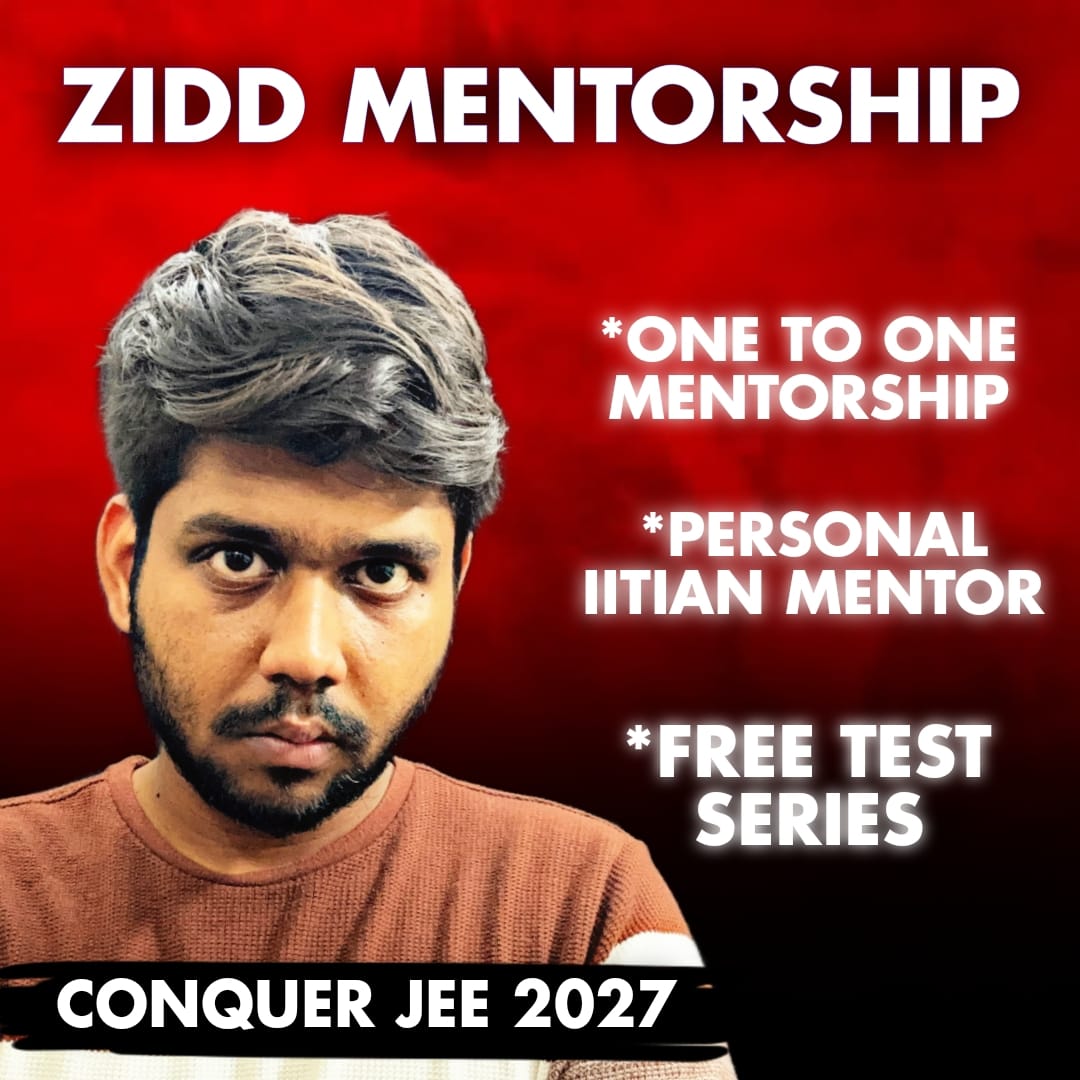 ZIDD MENTORSHIP
*ONE TO ONE
MENTORSHIP
*PERSONAL
IITIAN MENTOR
*FREE TEST
SERIES
CONQUER JEE 2027